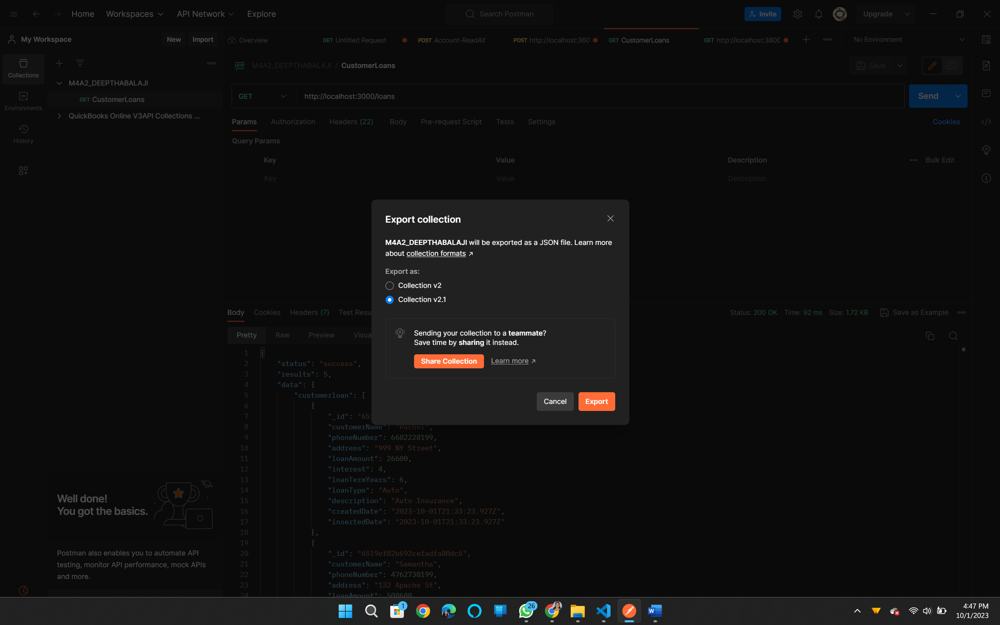 Home Workspaces API Network Explore Search Postman Invite Upgrade
My Workspace New Import Overview GET Untitled Request POST Account-ReadAll POST http://localhost:360 GET CustomerLoans GET http://localhost:3800 No Environment
Collections
Environments
History
M4A2_DEEPTHABALAJI
GET CustomerLoans
QuickBooks Online V3API Collections ...
HTTP M4A2_DEEPTHABALAJI / CustomerLoans Save
GET http://localhost:3000/loans Send
Params Authorization Headers (22) Body Pre-request Script Tests Settings Cookies
Query Params
Key Value Description Bulk Edit
Key Value Description
Export collection
M4A2_DEEPTHABALAJI will be exported as a JSON file. Learn more
about collection formats ↗
Export as:
Collection v2
Collection v2.1
Sending your collection to a teammate?
Save time by sharing it instead.
Share Collection Learn more ↗
Cancel Export
Body Cookies Headers (7) Test Resu Status: 200 OK Time: 92 ms Size: 1.72 KB Save as Example
Pretty Raw Preview Visua
1 {
2 "status": "success",
3 "results": 5,
4 "data": {
5 "customerloan": [
6 {
7 "_id": "651
8 "customerName": "Rachel",
9 "phoneNumber": 6682228199,
10 "address": "999 NY Street",
11 "loanAmount": 26600,
12 "interest": 4,
13 "loanTermYears": 6,
14 "loanType": "Auto",
15 "description": "Auto Insurance",
16 "createdDate": "2023-10-01T21:33:23.927Z",
17 "insertedDate": "2023-10-01T21:33:23.927Z"
18 },
19 {
20 "_id": "6519ef82b692cefadfa80dc6",
21 "customerName": "Samantha",
22 "phoneNumber": 4762738199,
23 "address": "132 Apache St",
24 "loanAmount": 508688
Well done!
You got the basics.
Postman also enables you to automate API
testing, monitor API performance, mock APIs
and more.
1 26 W
4:47 PM
10/1/2023